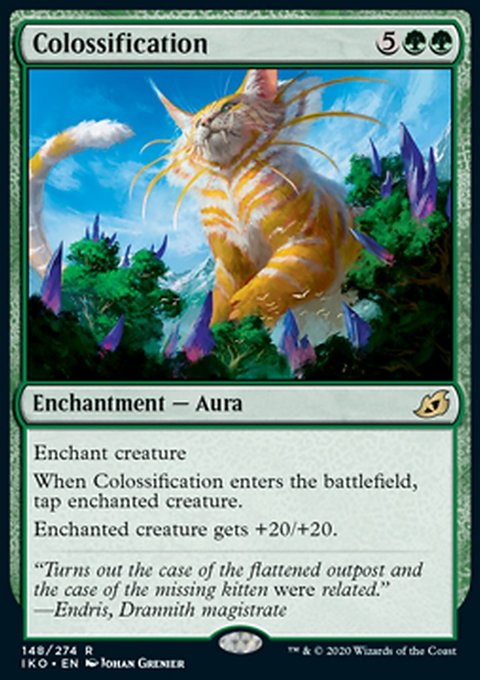 Colossification 5
Enchantment — Aura
Enchant creature
When Colossification enters the battlefield,
tap enchanted creature.
Enchanted creature gets +20/+20.
“Turns out the case of the flattened outpost and
the case of the missing kitten were related.”
—Endris, Drannith magistrate
148/274 R
IKO • EN Johan Grenier
™ & © 2020 Wizards of the Coast